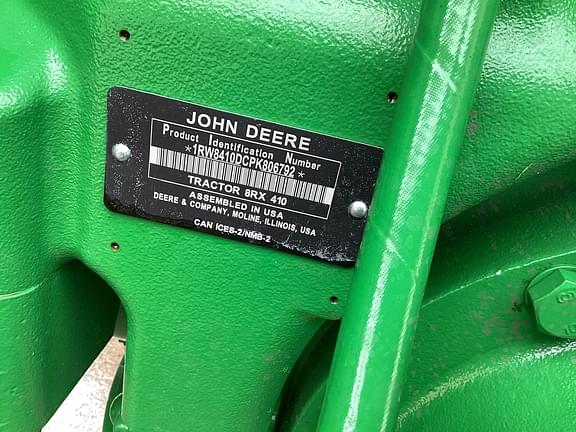 JOHN DEERE
Product Identification Number
*1RW8410DCPK806792*
TRACTOR 8RX 410
ASSEMBLED IN USA
DEERE & COMPANY, MOLINE, ILLINOIS, USA
CAN ICES-2/NMB-2